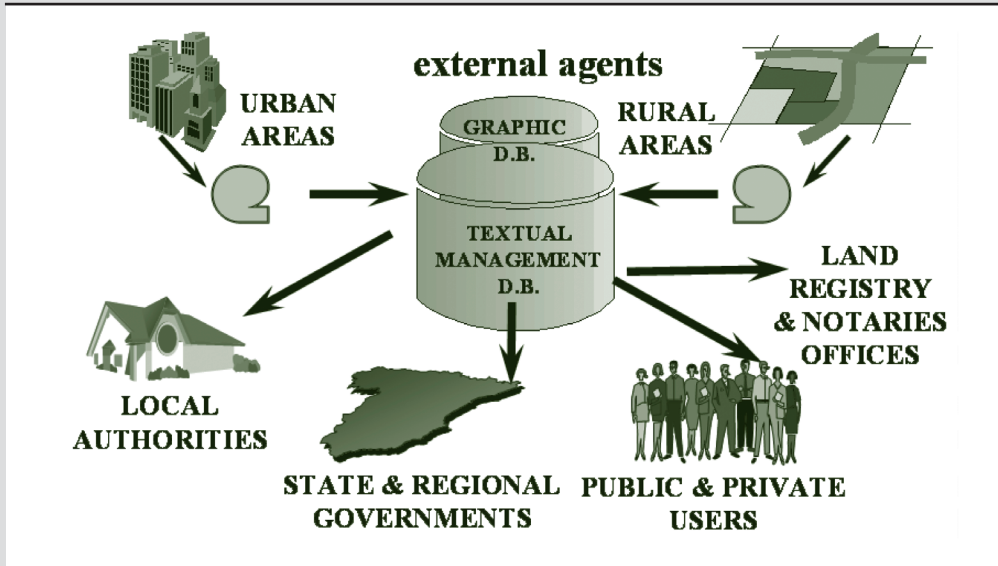 external agents
URBAN
AREAS
GRAPHIC
D.B.
RURAL
AREAS
TEXTUAL
MANAGEMENT
D.B.
LAND
REGISTRY
& NOTARIES
OFFICES
LOCAL
AUTHORITIES
STATE & REGIONAL
GOVERNMENTS
PUBLIC & PRIVATE
USERS